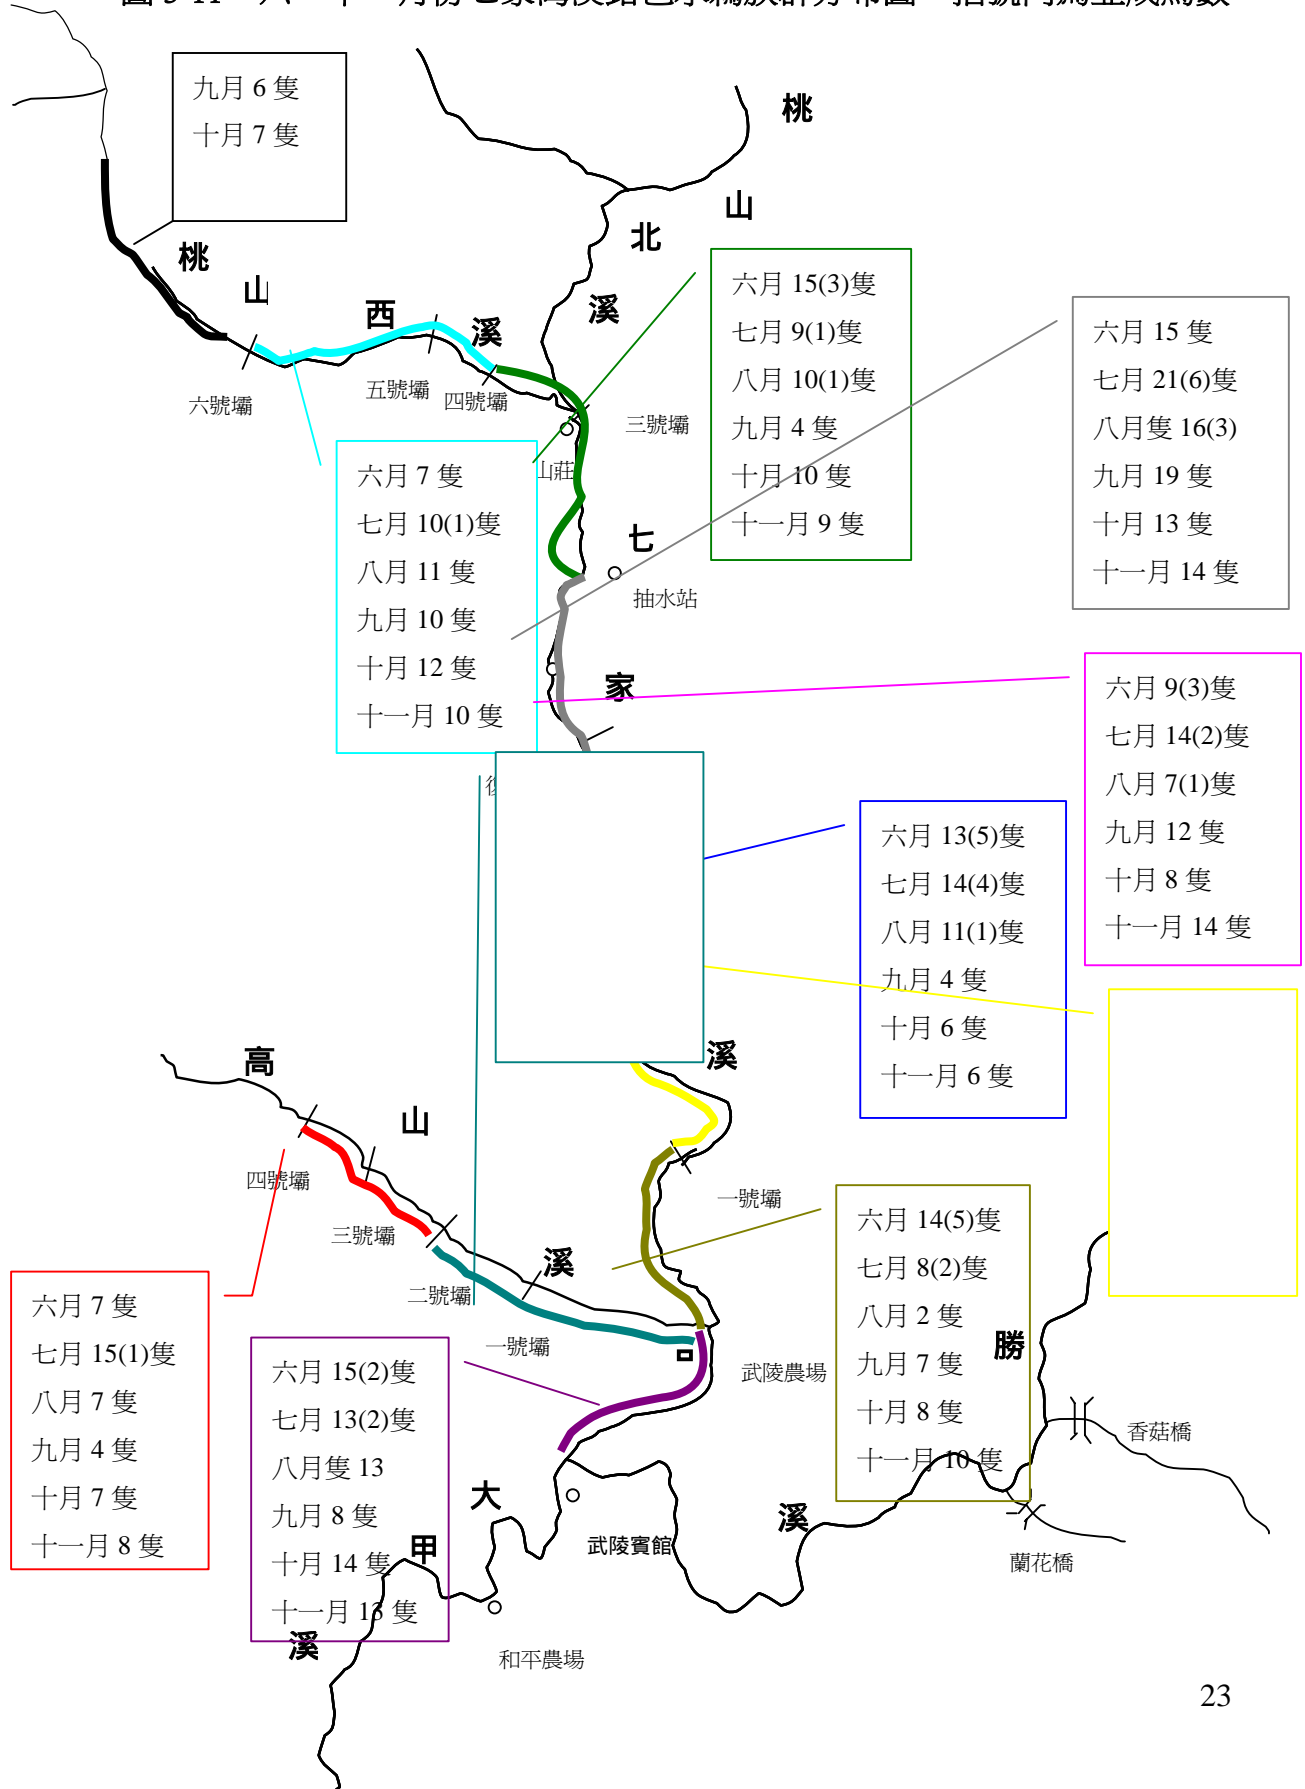 九月 6 隻
十月 7 隻
桃
山
北
溪
桃
山
西
溪
六月 15(3)隻
七月 9(1)隻
八月 10(1)隻
九月 4 隻
十月 10 隻
十一月 9 隻
六月 15 隻
七月 21(6)隻
八月隻 16(3)
九月 19 隻
十月 13 隻
十一月 14 隻
六號壩
五號壩
四號壩
三號壩
山莊
六月 7 隻
七月 10(1)隻
八月 11 隻
九月 10 隻
十月 12 隻
十一月 10 隻
七
抽水站
家
六月 9(3)隻
七月 14(2)隻
八月 7(1)隻
九月 12 隻
十月 8 隻
十一月 14 隻
六月 13(5)隻
七月 14(4)隻
八月 11(1)隻
九月 4 隻
十月 6 隻
十一月 6 隻
溪
高
山
溪
四號壩
三號壩
二號壩
一號壩
一號壩
六月 14(5)隻
七月 8(2)隻
八月 2 隻
九月 7 隻
十月 8 隻
十一月 10 隻
六月 7 隻
七月 15(1)隻
八月 7 隻
九月 4 隻
十月 7 隻
十一月 8 隻
六月 15(2)隻
七月 13(2)隻
八月隻 13
九月 8 隻
十月 14 隻
十一月 13 隻
武陵農場
勝
溪
香菇橋
蘭花橋
大
甲
溪
武陵賓館
和平農場
23